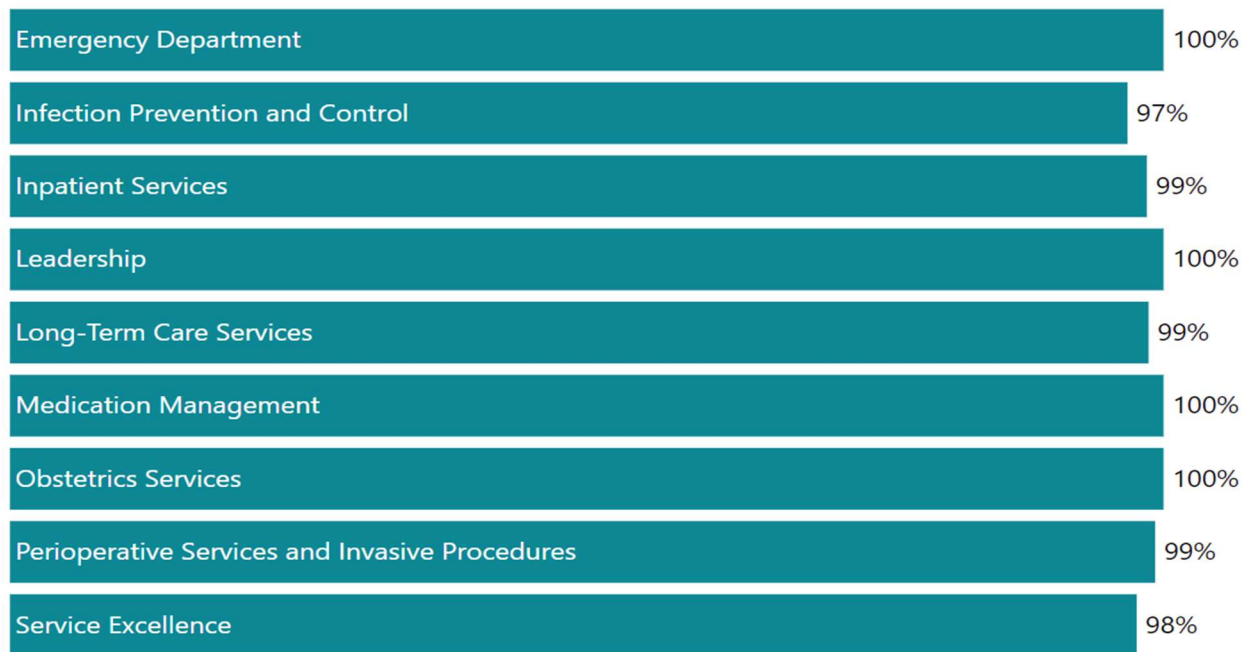 Emergency Department 100%
Infection Prevention and Control 97%
Inpatient Services 99%
Leadership 100%
Long-Term Care Services 99%
Medication Management 100%
Obstetrics Services 100%
Perioperative Services and Invasive Procedures 99%
Service Excellence 98%